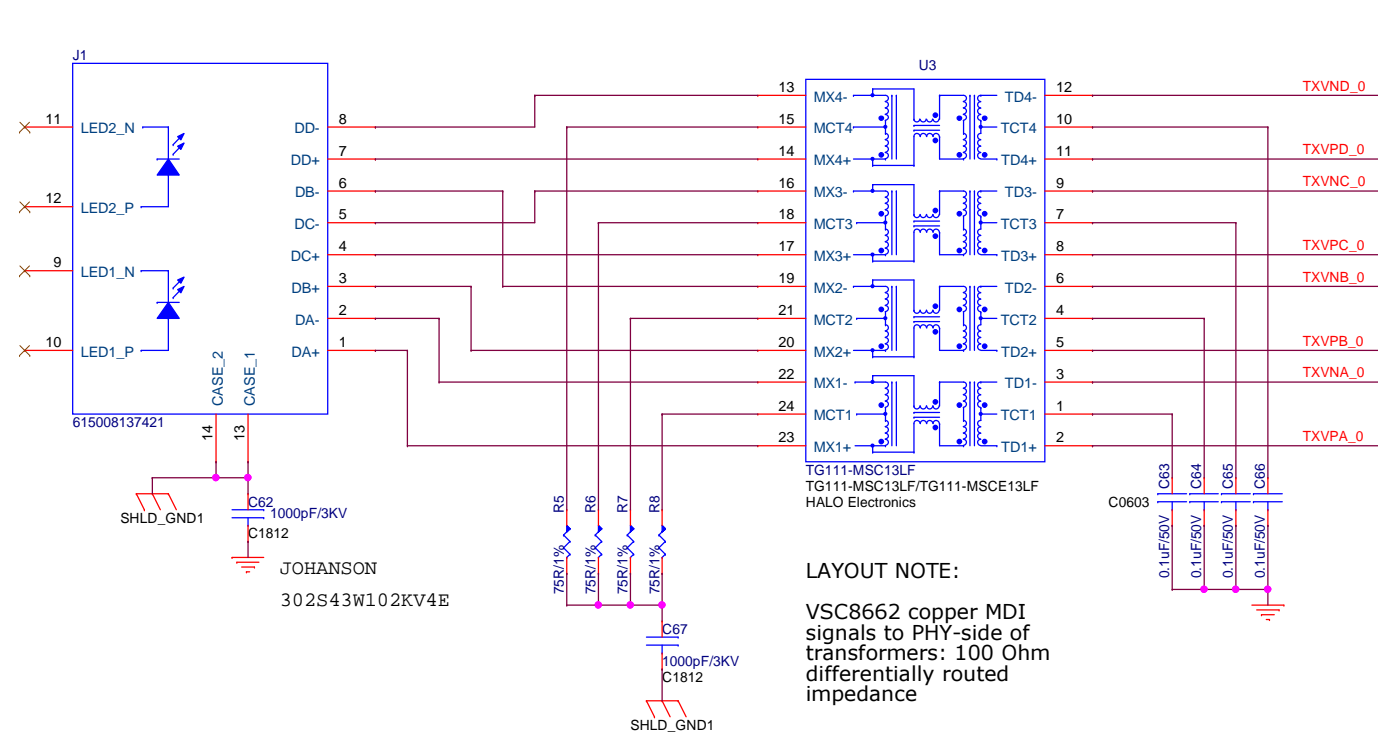 J1
U3
11
LED2_N
12
LED2_P
9
LED1_N
10
LED1_P
DD-
8
DD+
7
DB-
6
DC-
5
DC+
4
DB+
3
DA-
2
DA+
1
CASE_2
CASE_1
14
13
615008137421
SHLD_GND1
C62
1000pF/3KV
C1812
JOHANSON
302S43W102KV4E
13
MX4-
15
MCT4
14
MX4+
16
MX3-
18
MCT3
17
MX3+
19
MX2-
21
MCT2
20
MX2+
22
MX1-
24
MCT1
23
MX1+
TD4-
12
TXVND_0
TCT4
10
TD4+
11
TXVPD_0
TD3-
9
TXVNC_0
TCT3
7
TD3+
8
TXVPC_0
TD2-
6
TXVNB_0
TCT2
4
TD2+
5
TXVPB_0
TD1-
3
TXVNA_0
TCT1
1
TD1+
2
TXVPA_0
TG111-MSC13LF
TG111-MSC13LF/TG111-MSCE13LF
HALO Electronics
R5
R6
R7
R8
75R/1%
75R/1%
75R/1%
75R/1%
C67
1000pF/3KV
C1812
SHLD_GND1
C63
C64
C65
C66
C0603
0.1uF/50V
0.1uF/50V
0.1uF/50V
0.1uF/50V
LAYOUT NOTE:
VSC8662 copper MDI
signals to PHY-side of
transformers: 100 Ohm
differentially routed
impedance